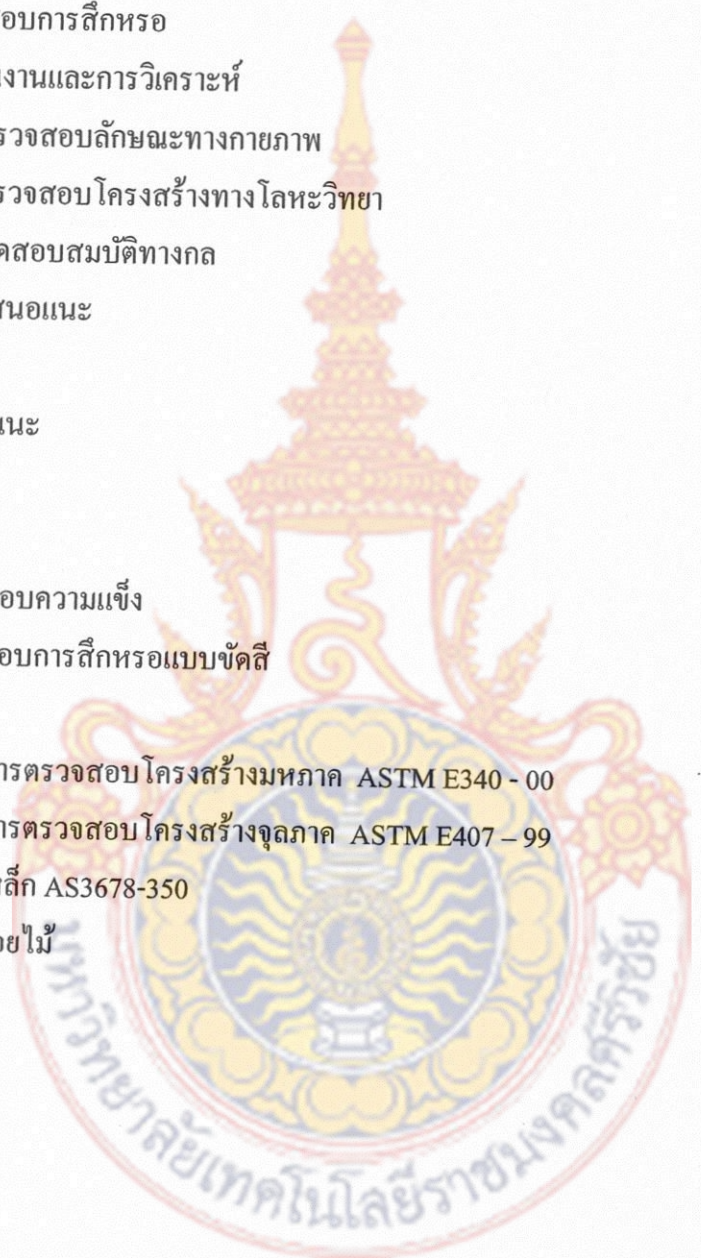 สอบการสึกหรอ
นงานและการวิเคราะห์
รวจสอบลักษณะทางกายภาพ
รวจสอบโครงสร้างทางโลหะวิทยา
ดสอบสมบัติทางกล
สนอแนะ
นนะ
อบความแข็ง
อบการสึกหรอแบบขัดสี
ารตรวจสอบโครงสร้างมหภาค ASTM E340 - 00
ารตรวจสอบโครงสร้างจุลภาค ASTM E407 – 99
หล็ก AS3678-350
อยไม้
มหาวิทยาลัยเทคโนโลยีราชมงคลศรีวิชัย